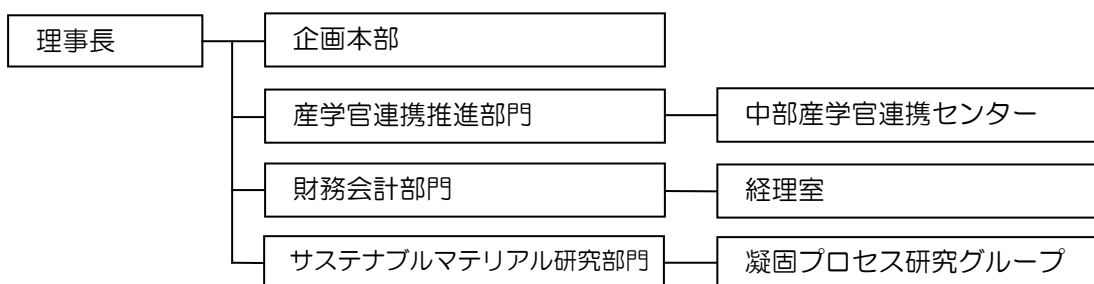 理事長
企画本部
産学官連携推進部門
中部産学官連携センター
財務会計部門
経理室
サステナブルマテリアル研究部門
凝固プロセス研究グループ